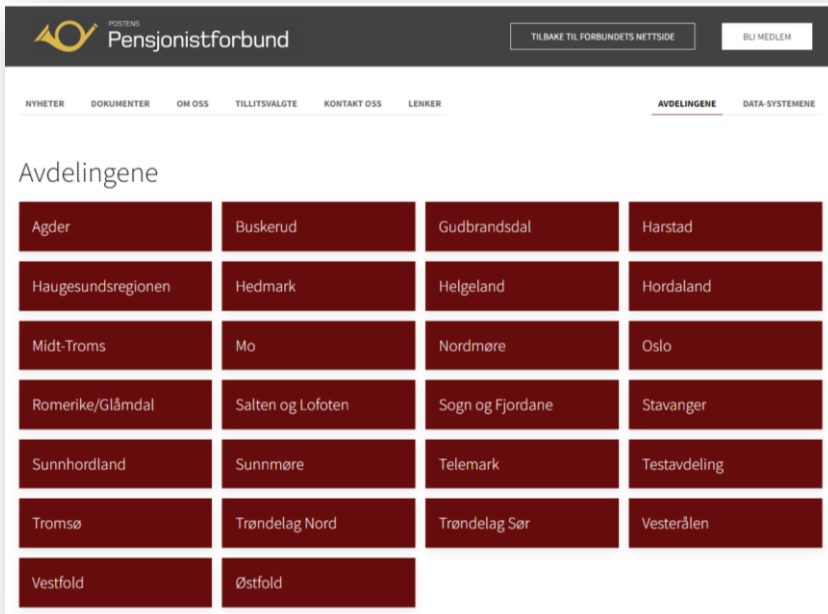 POSTENS
Pensjonistforbund
TILBAKE TIL FORBUNDETS NETTSIDE
BLI MEDLEM
NYHETER DOKUMENTER OM OSS TILLITSVALGTE KONTAKT OSS LENKER AVDELINGENE DATA-SYSTEMENE
Avdelingene
Agder Buskerud Gudbrandsdal Harstad
Haugesundsregionen Hedmark Helgeland Hordaland
Midt-Troms Mo Nordmøre Oslo
Romerike/Glåmdal Salten og Lofoten Sogn og Fjordane Stavanger
Sunnhordland Sunnmøre Telemark Testavdeling
Tromsø Trøndelag Nord Trøndelag Sør Vesterålen
Vestfold Østfold